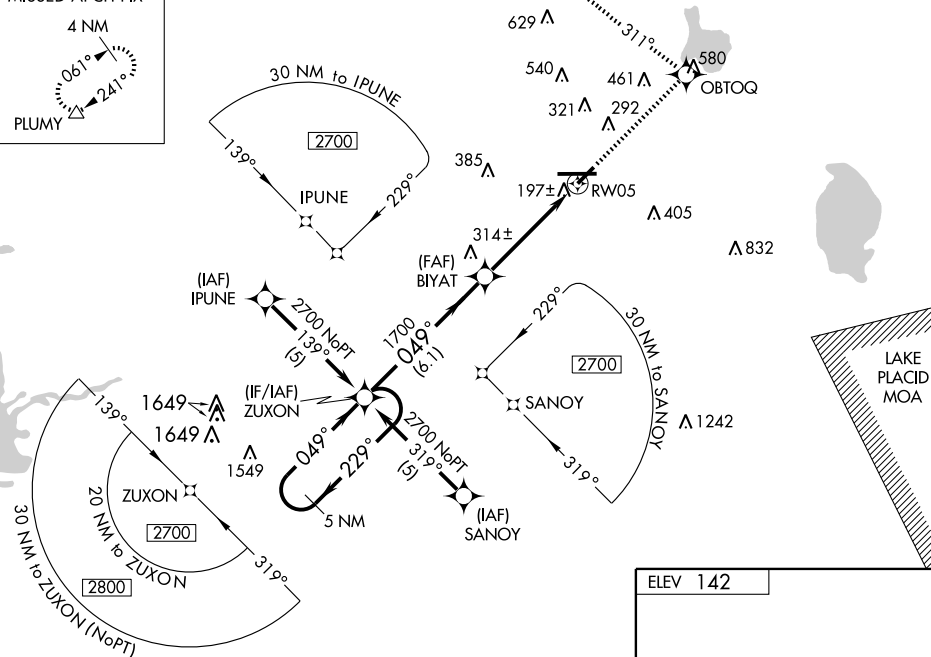 4 NM
061°
241°
PLUMY
629
311°
580
OBTOQ
540
461
321
292
30 NM to IPUNE
2700
139°
229°
IPUNE
385
197±
RW05
405
832
314±
(FAF)
BIYAT
(IAF)
IPUNE
2700 NoPT
139°
(5)
1700
049°
(6.1)
229°
30 NM to SANOY
2700
SANOY
319°
LAKE
PLACID
MOA
(IF/IAF)
ZUXON
1649
1649
1549
1242
139°
049°
229°
2700 NoPT
319°
(5)
5 NM
(IAF)
SANOY
ZUXON
20 NM to ZUXON
2700
319°
2800
30 NM to ZUXON (NoPT)
ELEV 142